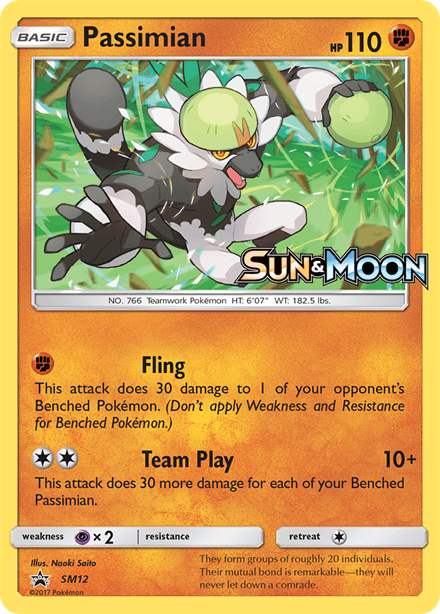 BASIC Passimian HP 110
SUN & MOON
NO. 766 Teamwork Pokémon HT: 6'07" WT: 182.5 lbs.
Fling
This attack does 30 damage to 1 of your opponent's
Benched Pokémon. (Don't apply Weakness and Resistance
for Benched Pokémon.)
Team Play 10+
This attack does 30 more damage for each of your Benched
Passimian.
weakness ×2 resistance retreat
Illus. Naoki Saito
SM12
©2017 Pokémon
They form groups of roughly 20 individuals.
Their mutual bond is remarkable—they will
never let down a comrade.